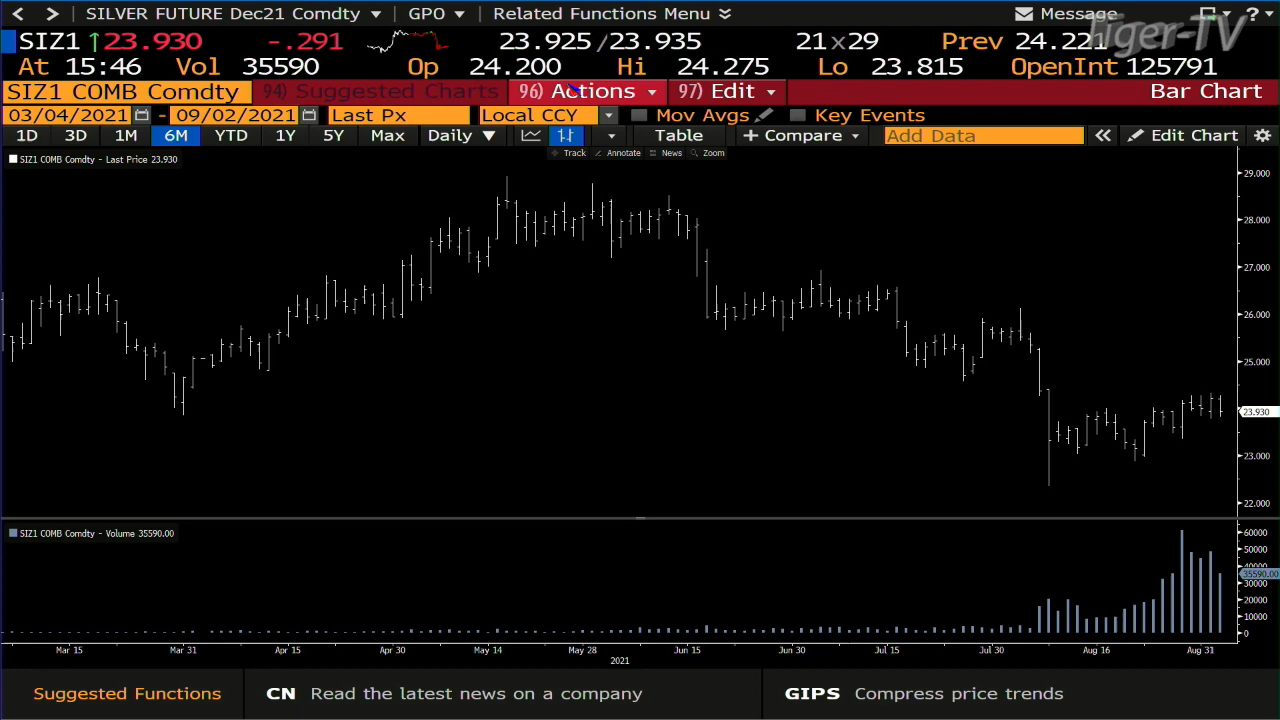 SILVER FUTURE Dec21 Comdty GPO Related Functions Menu Message ?
SIZ1 ↑23.930 -.291 23.925/23.935 21x29 Prev 24.221
At 15:46 Vol 35590 Op 24.200 Hi 24.275 Lo 23.815 OpenInt 125791
SIZ1 COMB Comdty 94) Suggested Charts 96) Actions 97) Edit Bar Chart
03/04/2021 - 09/02/2021 Last Px Local CCY Mov Avgs Key Events
1D 3D 1M 6M YTD 1Y 5Y Max Daily ▼ Table + Compare Add Data « Edit Chart
Track Annotate News Zoom
SIZ1 COMB Comdty - Last Price 23.930
29.000
28.000
27.000
26.000
25.000
23.930
23.000
22.000
SIZ1 COMB Comdty - Volume 35590.00
60000
50000
40000
35590.00
30000
20000
10000
0
Mar 15 Mar 31 Apr 15 Apr 30 May 14 May 28 Jun 15 Jun 30 Jul 15 Jul 30 Aug 16 Aug 31
2021
Suggested Functions CN Read the latest news on a company GIPS Compress price trends